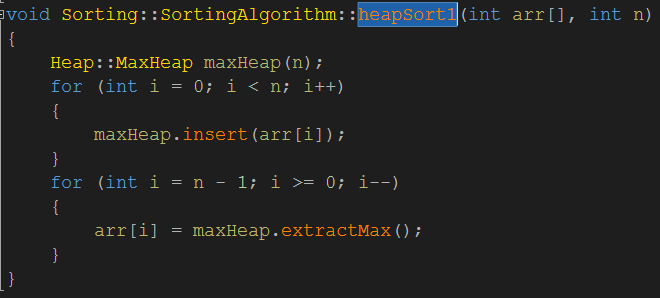 void Sorting::SortingAlgorithm::heapSort1(int arr[], int n)
{
    Heap::MaxHeap maxHeap(n);
    for (int i = 0; i < n; i++)
    {
        maxHeap.insert(arr[i]);
    }
    for (int i = n - 1; i >= 0; i--)
    {
        arr[i] = maxHeap.extractMax();
    }
}